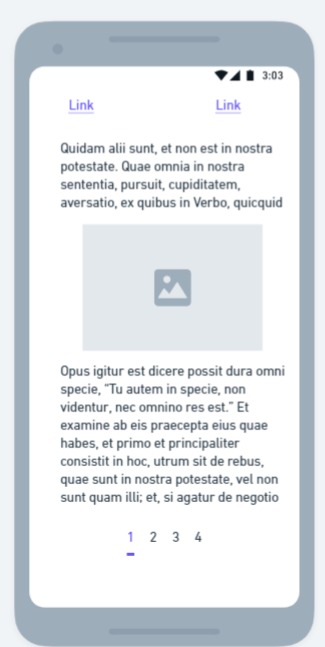 3:03
Link Link
Quidam alii sunt, et non est in nostra
potestate. Quae omnia in nostra
sententia, pursuit, cupiditatem,
aversatio, ex quibus in Verbo, quicquid
Opus igitur est dicere possit dura omni
specie, “Tu autem in specie, non
videntur, nec omnino res est.” Et
examine ab eis praecepta eius quae
habes, et primo et principaliter
consistit in hoc, utrum sit de rebus,
quae sunt in nostra potestate, vel non
sunt quam illi; et, si agatur de negotio
1 2 3 4